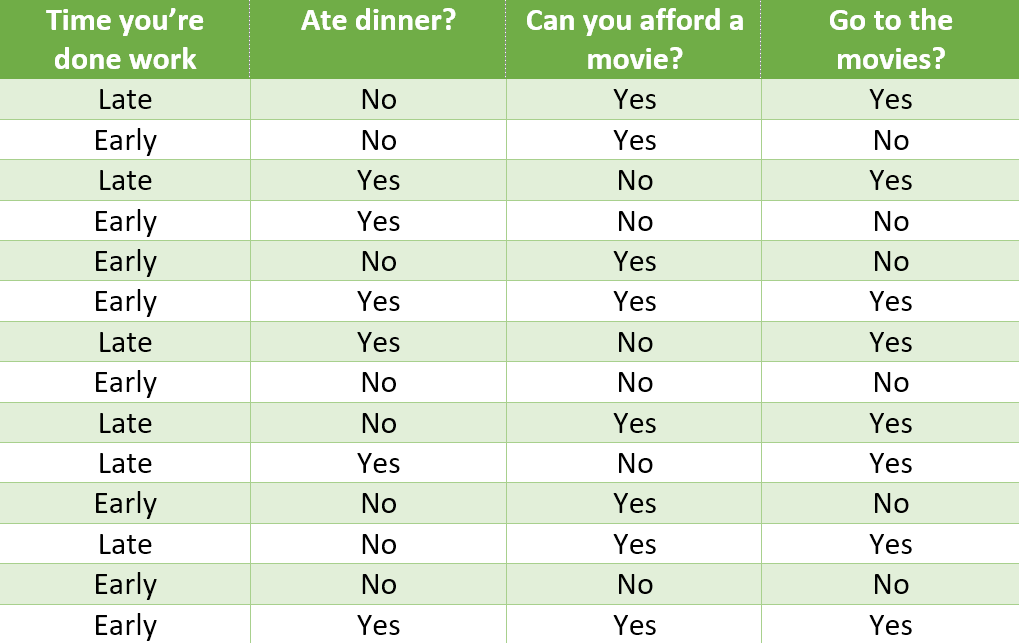 Time you’re done work Ate dinner? Can you afford a movie? Go to the movies?
Late No Yes Yes
Early No Yes No
Late Yes No Yes
Early Yes No No
Early No Yes No
Early Yes Yes Yes
Late Yes No Yes
Early No No No
Late No Yes Yes
Late Yes No Yes
Early No Yes No
Late No Yes Yes
Early No No No
Early Yes Yes Yes